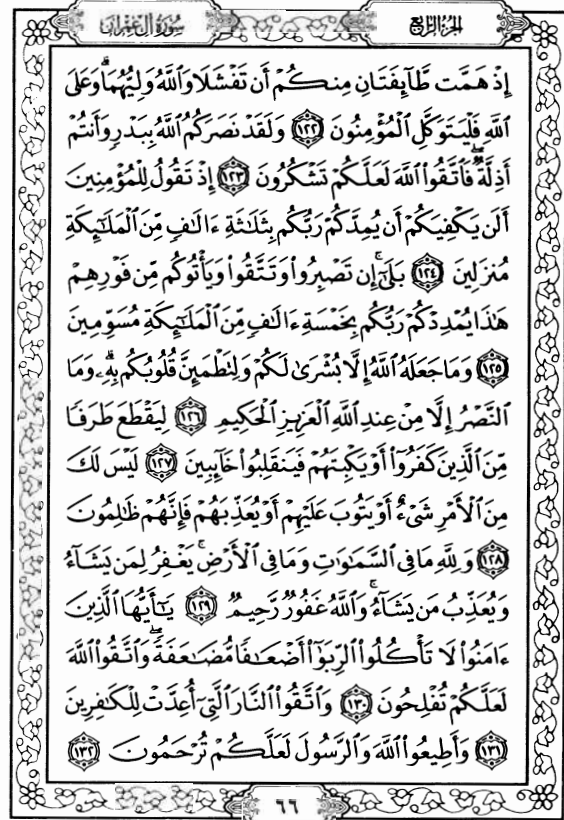 الجزء الرابع
سورة آل عمران
إِذْ هَمَّت طَّآئِفَتَانِ مِنكُمْ أَن تَفْشَلَا وَٱللَّهُ وَلِيُّهُمَاۗ وَعَلَى
ٱللَّهِ فَلْيَتَوَكَّلِ ٱلْمُؤْمِنُونَ ١٢٢ وَلَقَدْ نَصَرَكُمُ ٱللَّهُ بِبَدْرٖ وَأَنتُمْ
أَذِلَّةٞۖ فَٱتَّقُوا۟ ٱللَّهَ لَعَلَّكُمْ تَشْكُرُونَ ١٢٣ إِذْ تَقُولُ لِلْمُؤْمِنِينَ
أَلَن يَكْفِيَكُمْ أَن يُمِدَّكُمْ رَبُّكُم بِثَلَٰثَةِ ءَالَٰفٖ مِّنَ ٱلْمَلَٰٓئِكَةِ
مُنزَلِينَ ١٢٤ بَلَىٰٓۚ إِن تَصْبِرُوا۟ وَتَتَّقُوا۟ وَيَأْتُوكُم مِّن فَوْرِهِمْ
هَٰذَا يُمْدِدْكُمْ رَبُّكُم بِخَمْسَةِ ءَالَٰفٖ مِّنَ ٱلْمَلَٰٓئِكَةِ مُسَوِّمِينَ
١٢٥ وَمَا جَعَلَهُ ٱللَّهُ إِلَّا بُشْرَىٰ لَكُمْ وَلِتَطْمَئِنَّ قُلُوبُكُم بِهِۦۗ وَمَا
ٱلنَّصْرُ إِلَّا مِنْ عِندِ ٱللَّهِ ٱلْعَزِيزِ ٱلْحَكِيمِ ١٢٦ لِيَقْطَعَ طَرَفٗا
مِّنَ ٱلَّذِينَ كَفَرُوٓا۟ أَوْ يَكْبِتَهُمْ فَيَنقَلِبُوا۟ خَآئِبِينَ ١٢٧ لَيْسَ لَكَ
مِنَ ٱلْأَمْرِ شَىْءٌ أَوْ يَتُوبَ عَلَيْهِمْ أَوْ يُعَذِّبَهُمْ فَإِنَّهُمْ ظَٰلِمُونَ
١٢٨ وَلِلَّهِ مَا فِى ٱلسَّمَٰوَٰتِ وَمَا فِى ٱلْأَرْضِۚ يَغْفِرُ لِمَن يَشَآءُ
وَيُعَذِّبُ مَن يَشَآءُۚ وَٱللَّهُ غَفُورٞ رَّحِيمٞ ١٢٩ يَٰٓأَيُّهَا ٱلَّذِينَ
ءَامَنُوا۟ لَا تَأْكُلُوا۟ ٱلرِّبَوٰٓا۟ أَضْعَٰفٗا مُّضَٰعَفَةٗۖ وَٱتَّقُوا۟ ٱللَّهَ
لَعَلَّكُمْ تُفْلِحُونَ ١٣٠ وَٱتَّقُوا۟ ٱلنَّارَ ٱلَّتِىٓ أُعِدَّتْ لِلْكَٰفِرِينَ
١٣١ وَأَطِيعُوا۟ ٱللَّهَ وَٱلرَّسُولَ لَعَلَّكُمْ تُرْحَمُونَ ١٣٢
٦٦